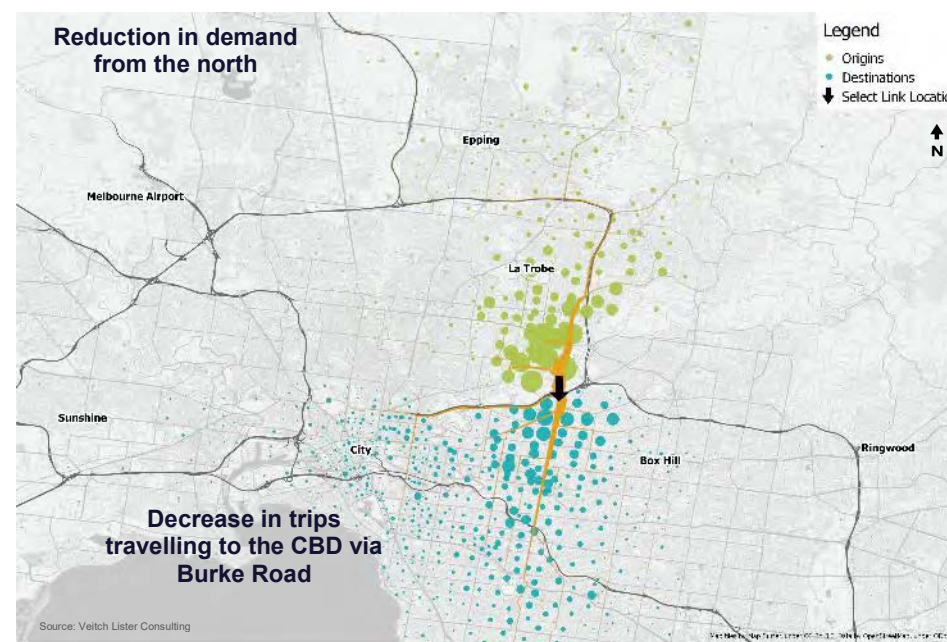 Reduction in demand
from the north
Legend
Origins
Destinations
Select Link Locatio
N
Epping
Melbourne Airport
La Trobe
Sunshine
City
Box Hill
Ringwood
Decrease in trips
travelling to the CBD via
Burke Road
Source: Veitch Lister Consulting